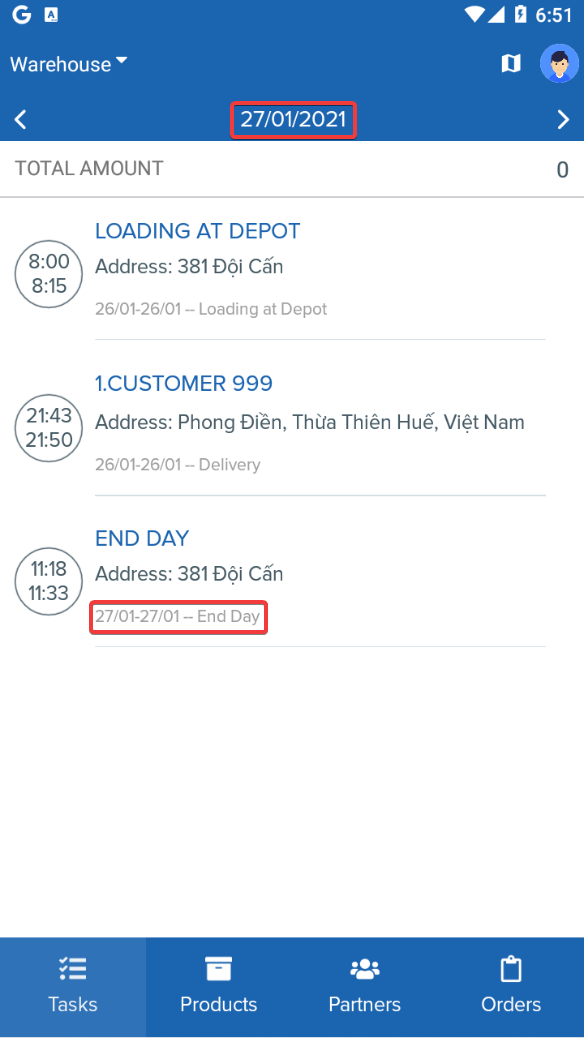 G A 6:51
Warehouse
27/01/2021
TOTAL AMOUNT 0
LOADING AT DEPOT
8:00
8:15
Address: 381 Đội Cấn
26/01-26/01 -- Loading at Depot
1.CUSTOMER 999
21:43
21:50
Address: Phong Điền, Thừa Thiên Huế, Việt Nam
26/01-26/01 -- Delivery
END DAY
11:18
11:33
Address: 381 Đội Cấn
27/01-27/01 -- End Day
Tasks Products Partners Orders